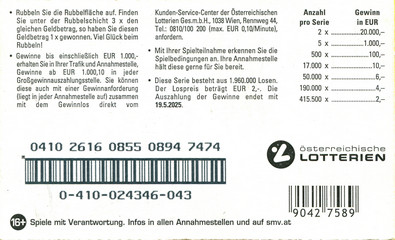 • Rubbeln Sie die Rubbelfläche auf. Finden
Sie unter der Rubbelschicht 3 x den
gleichen Geldbetrag, so haben Sie diesen
Geldbetrag 1 x gewonnen. Viel Glück beim
Rubbeln!
• Gewinne bis einschließlich EUR 1.000,-
erhalten Sie in Ihrer Trafik und Annahmestelle,
Gewinne ab EUR 1.000,10 in jeder
Großgewinnauszahlungsstelle. Sie können
diese auch mit einer Gewinnanforderung
(liegt in jeder Annahmestelle auf) zusammen
mit dem Gewinnlos direkt vom
Kunden-Service-Center der Österreichischen
Lotterien Ges.m.b.H., 1038 Wien, Rennweg 44,
Tel.: 0810/100 200 (max. EUR 0,10/Minute),
anfordern.
• Mit Ihrer Spielteilnahme erkennen Sie die
Spielbedingungen an. Ihre Annahmestelle
hält diese gerne für Sie bereit.
• Diese Serie besteht aus 1.960.000 Losen.
Der Lospreis beträgt EUR 2,-. Die
Auszahlung der Gewinne endet mit
19.5.2025.
Anzahl Gewinne
pro Serie in EUR
2 x ........ 20.000,–
5 x ........ 1.000,–
500 x ........ 100,–
17.000 x ........ 10,–
50.000 x ........ 6,–
190.000 x ........ 4,–
415.500 x ........ 2,–
0410 2616 0855 0894 7474
0-410-024346-043
österreichische
LOTTERIEN
9042 7589
16+ Spiele mit Verantwortung. Infos in allen Annahmestellen und auf smv.at